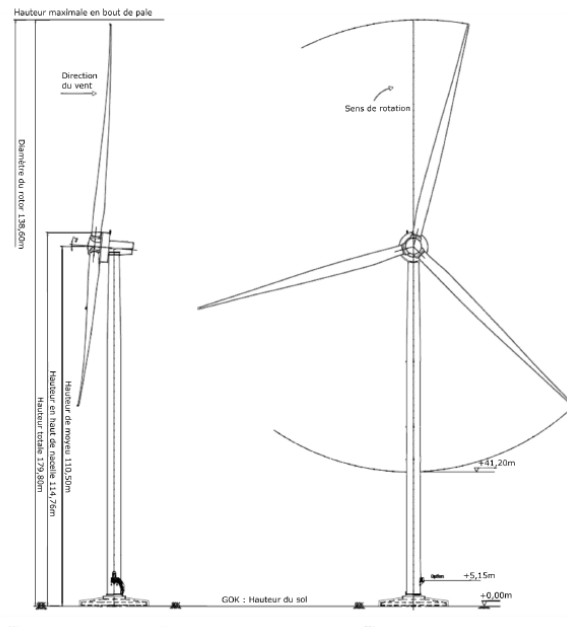 Hauteur maximale en bout de pale
Direction
du vent
Sens de rotation
Diamètre du rotor 138,60m
Hauteur de moyeu 110,50m
Hauteur en haut de nacelle 114,76m
Hauteur totale 179,80m
+41,20m
Option
+5,15m
GOK : Hauteur du sol
+0,00m